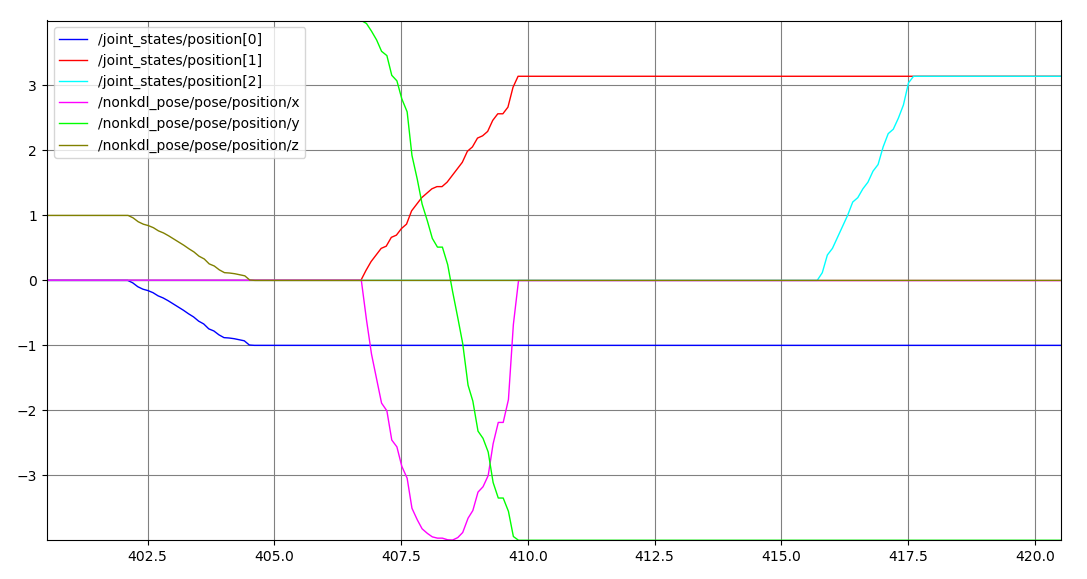 /joint_states/position[0]
/joint_states/position[1]
/joint_states/position[2]
/nonkdl_pose/pose/position/x
/nonkdl_pose/pose/position/y
/nonkdl_pose/pose/position/z
3
2
1
0
−1
−2
−3
402.5 405.0 407.5 410.0 412.5 415.0 417.5 420.0